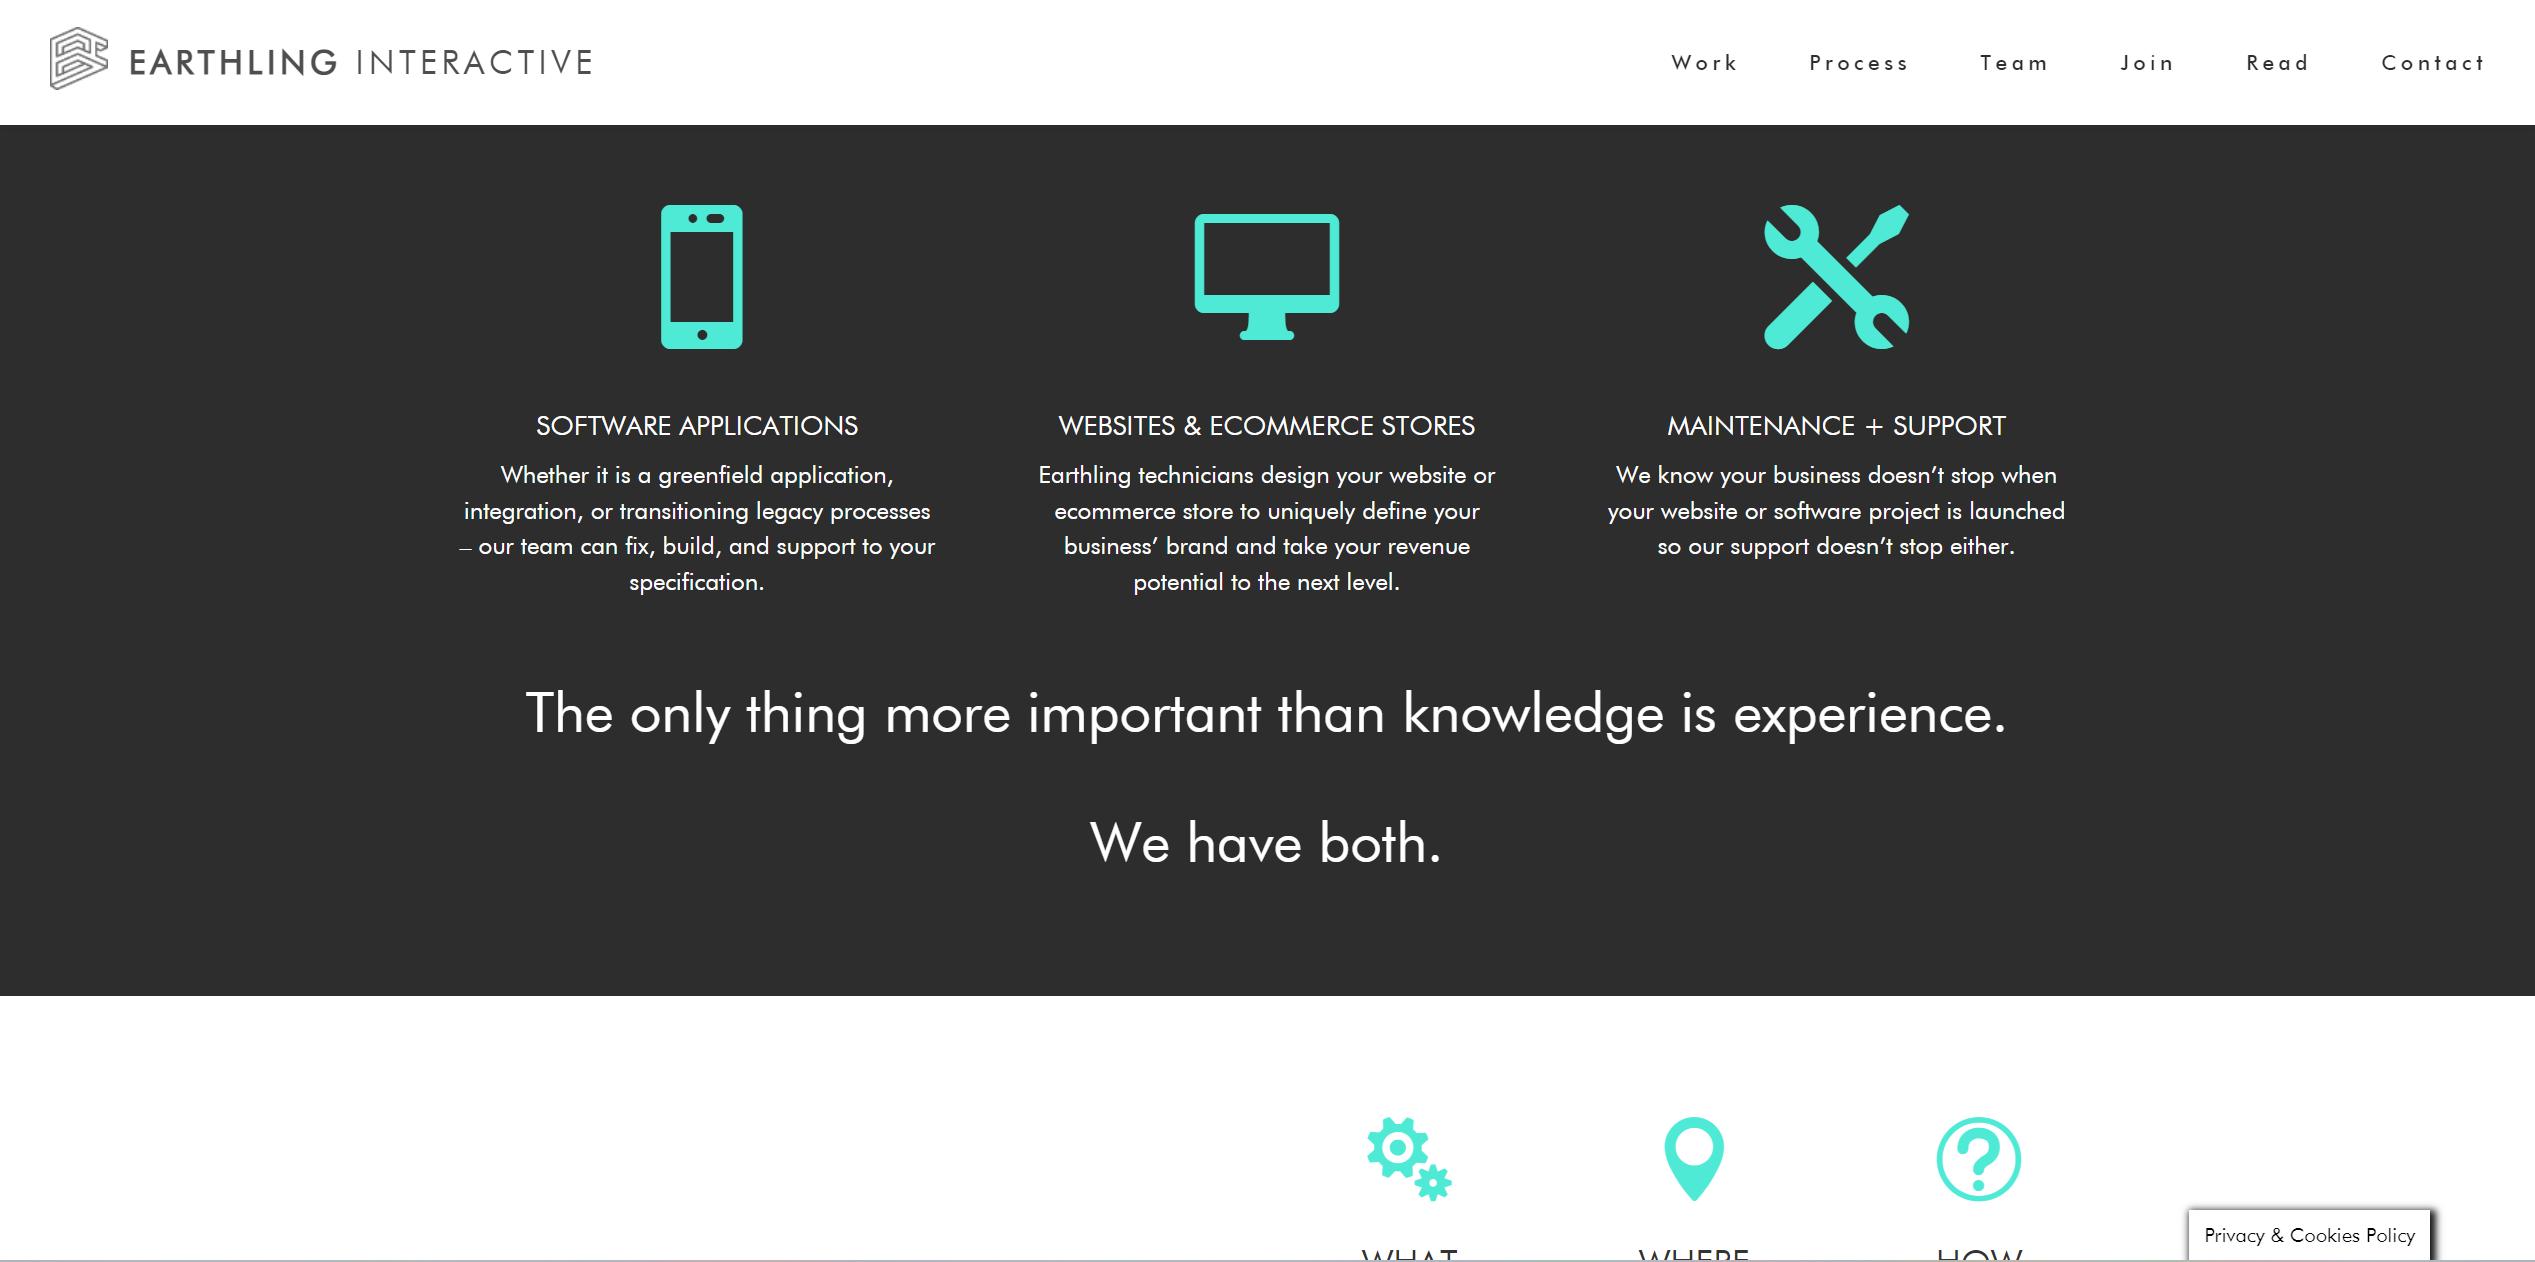 EARTHLING INTERACTIVE
Work Process Team Join Read Contact
SOFTWARE APPLICATIONS
Whether it is a greenfield application,
integration, or transitioning legacy processes
– our team can fix, build, and support to your
specification.
WEBSITES & ECOMMERCE STORES
Earthling technicians design your website or
ecommerce store to uniquely define your
business’ brand and take your revenue
potential to the next level.
MAINTENANCE + SUPPORT
We know your business doesn’t stop when
your website or software project is launched
so our support doesn’t stop either.
The only thing more important than knowledge is experience.
We have both.
WHAT
WHERE
HOW
Privacy & Cookies Policy